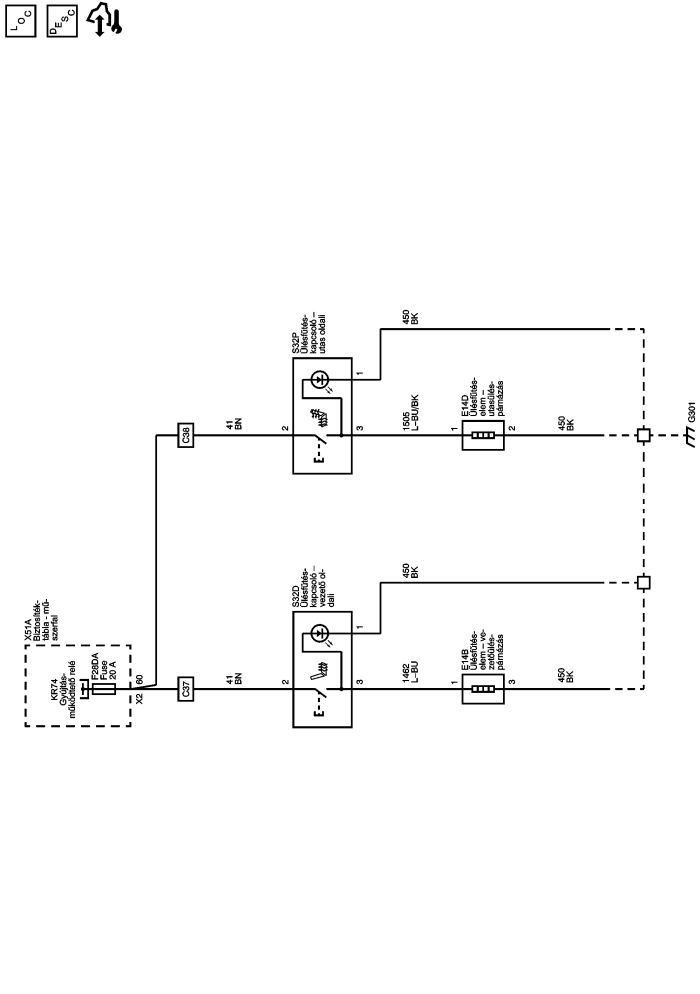 LOC
DESC
X51A
Biztosíték-
tábla - mű-
szerfal
KR74
Gyújtás-
működtető relé
F28DA
Fuse
20 A
X2
60
C37
C38
41
BN
41
BN
S32D
Ülésfűtés-
kapcsoló –
vezető ol-
dali
2
1
3
S32P
Ülésfűtés-
kapcsoló –
utas oldali
2
1
3
450
BK
1462
L–BU
450
BK
1505
L–BU/BK
E14B
Ülésfűtés-
elem – ve-
zetőülés-
párnázás
1
3
E14D
Ülésfűtés-
elem –
utasülés-
párnázás
1
2
450
BK
450
BK
G301